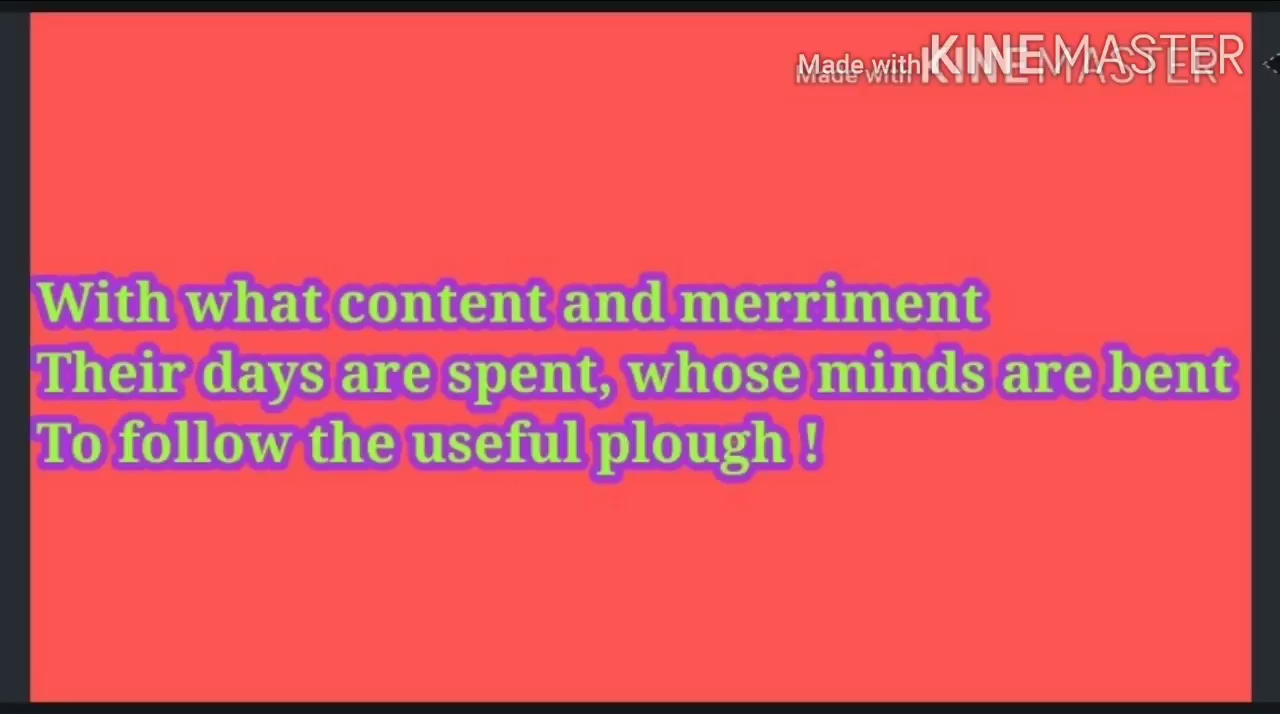 Made with KINEMASTER
Made with KINEMASTER
With what content and merriment
Their days are spent, whose minds are bent
To follow the useful plough !